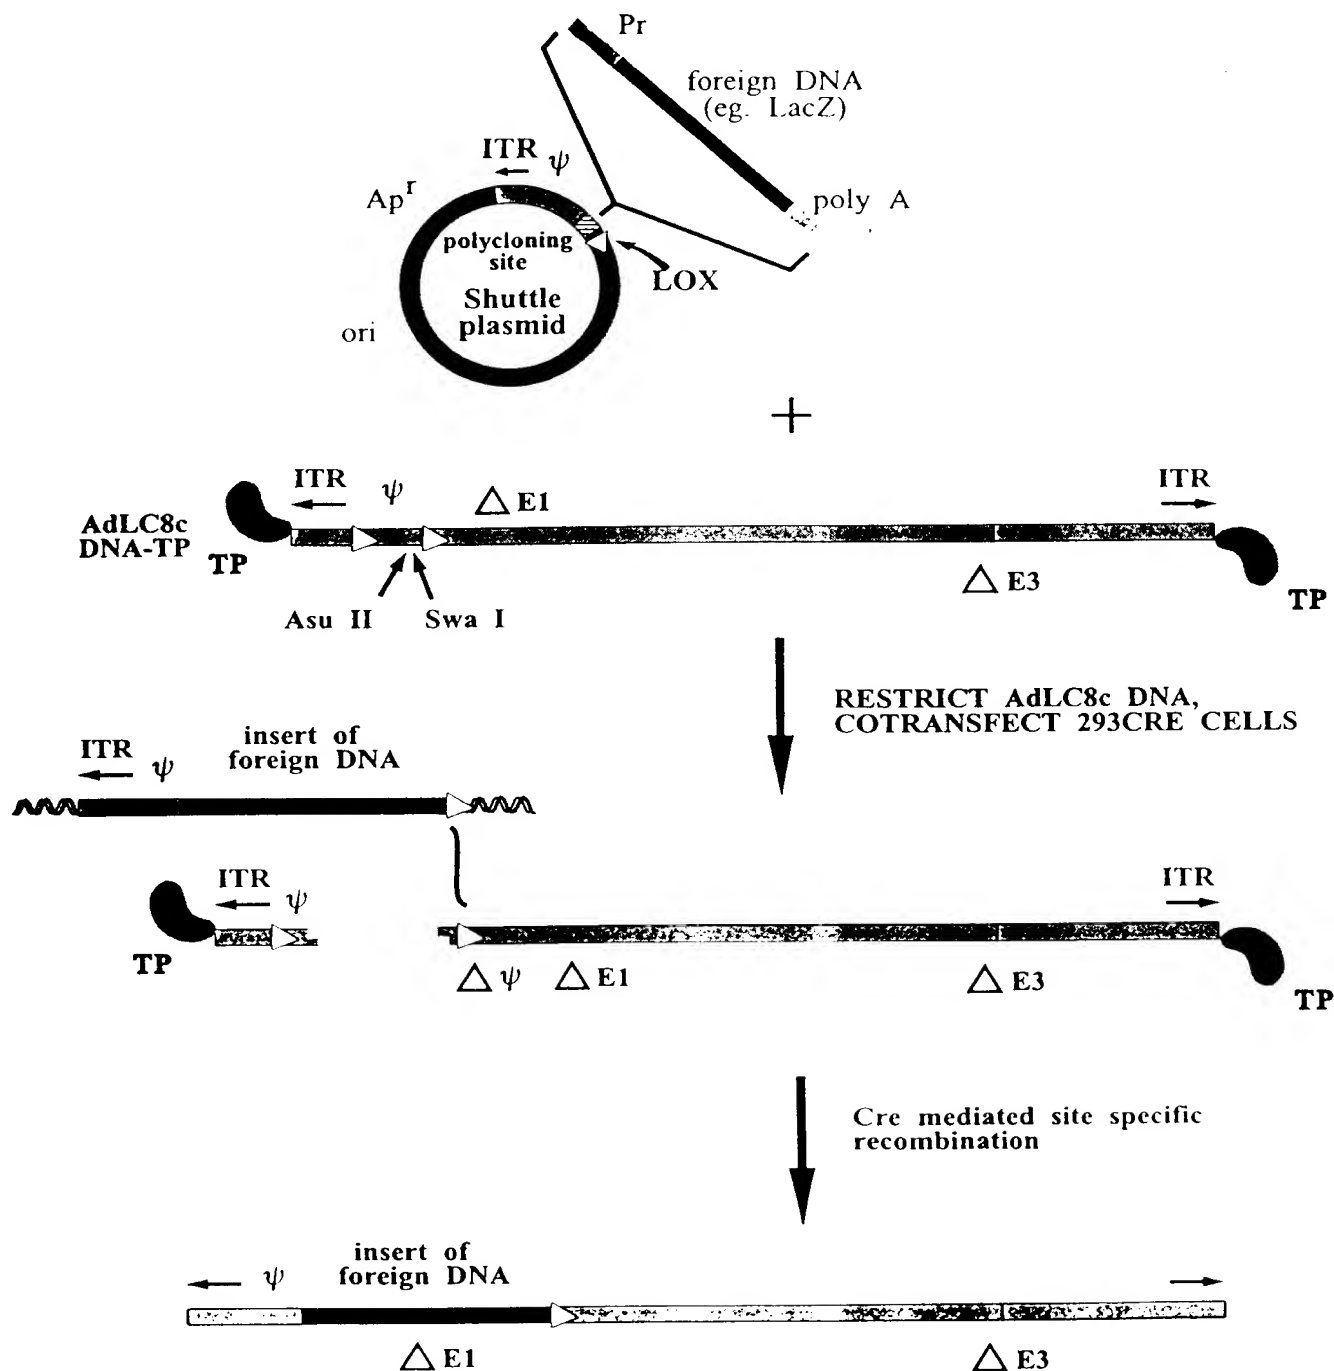 Pr
foreign DNA
(eg. LacZ)
ITR ψ
Apr
poly A
polycloning
site
LOX
Shuttle
plasmid
ori
+
ITR ψ △ E1 ITR
AdLC8c
DNA-TP
TP
△ E3
TP
Asu II Swa I
RESTRICT AdLC8c DNA,
COTRANSFECT 293CRE CELLS
insert of
foreign DNA
ITR ψ
ITR ψ ITR
TP
△ ψ △ E1 △ E3
TP
Cre mediated site specific
recombination
insert of
foreign DNA
ψ
△ E1 △ E3